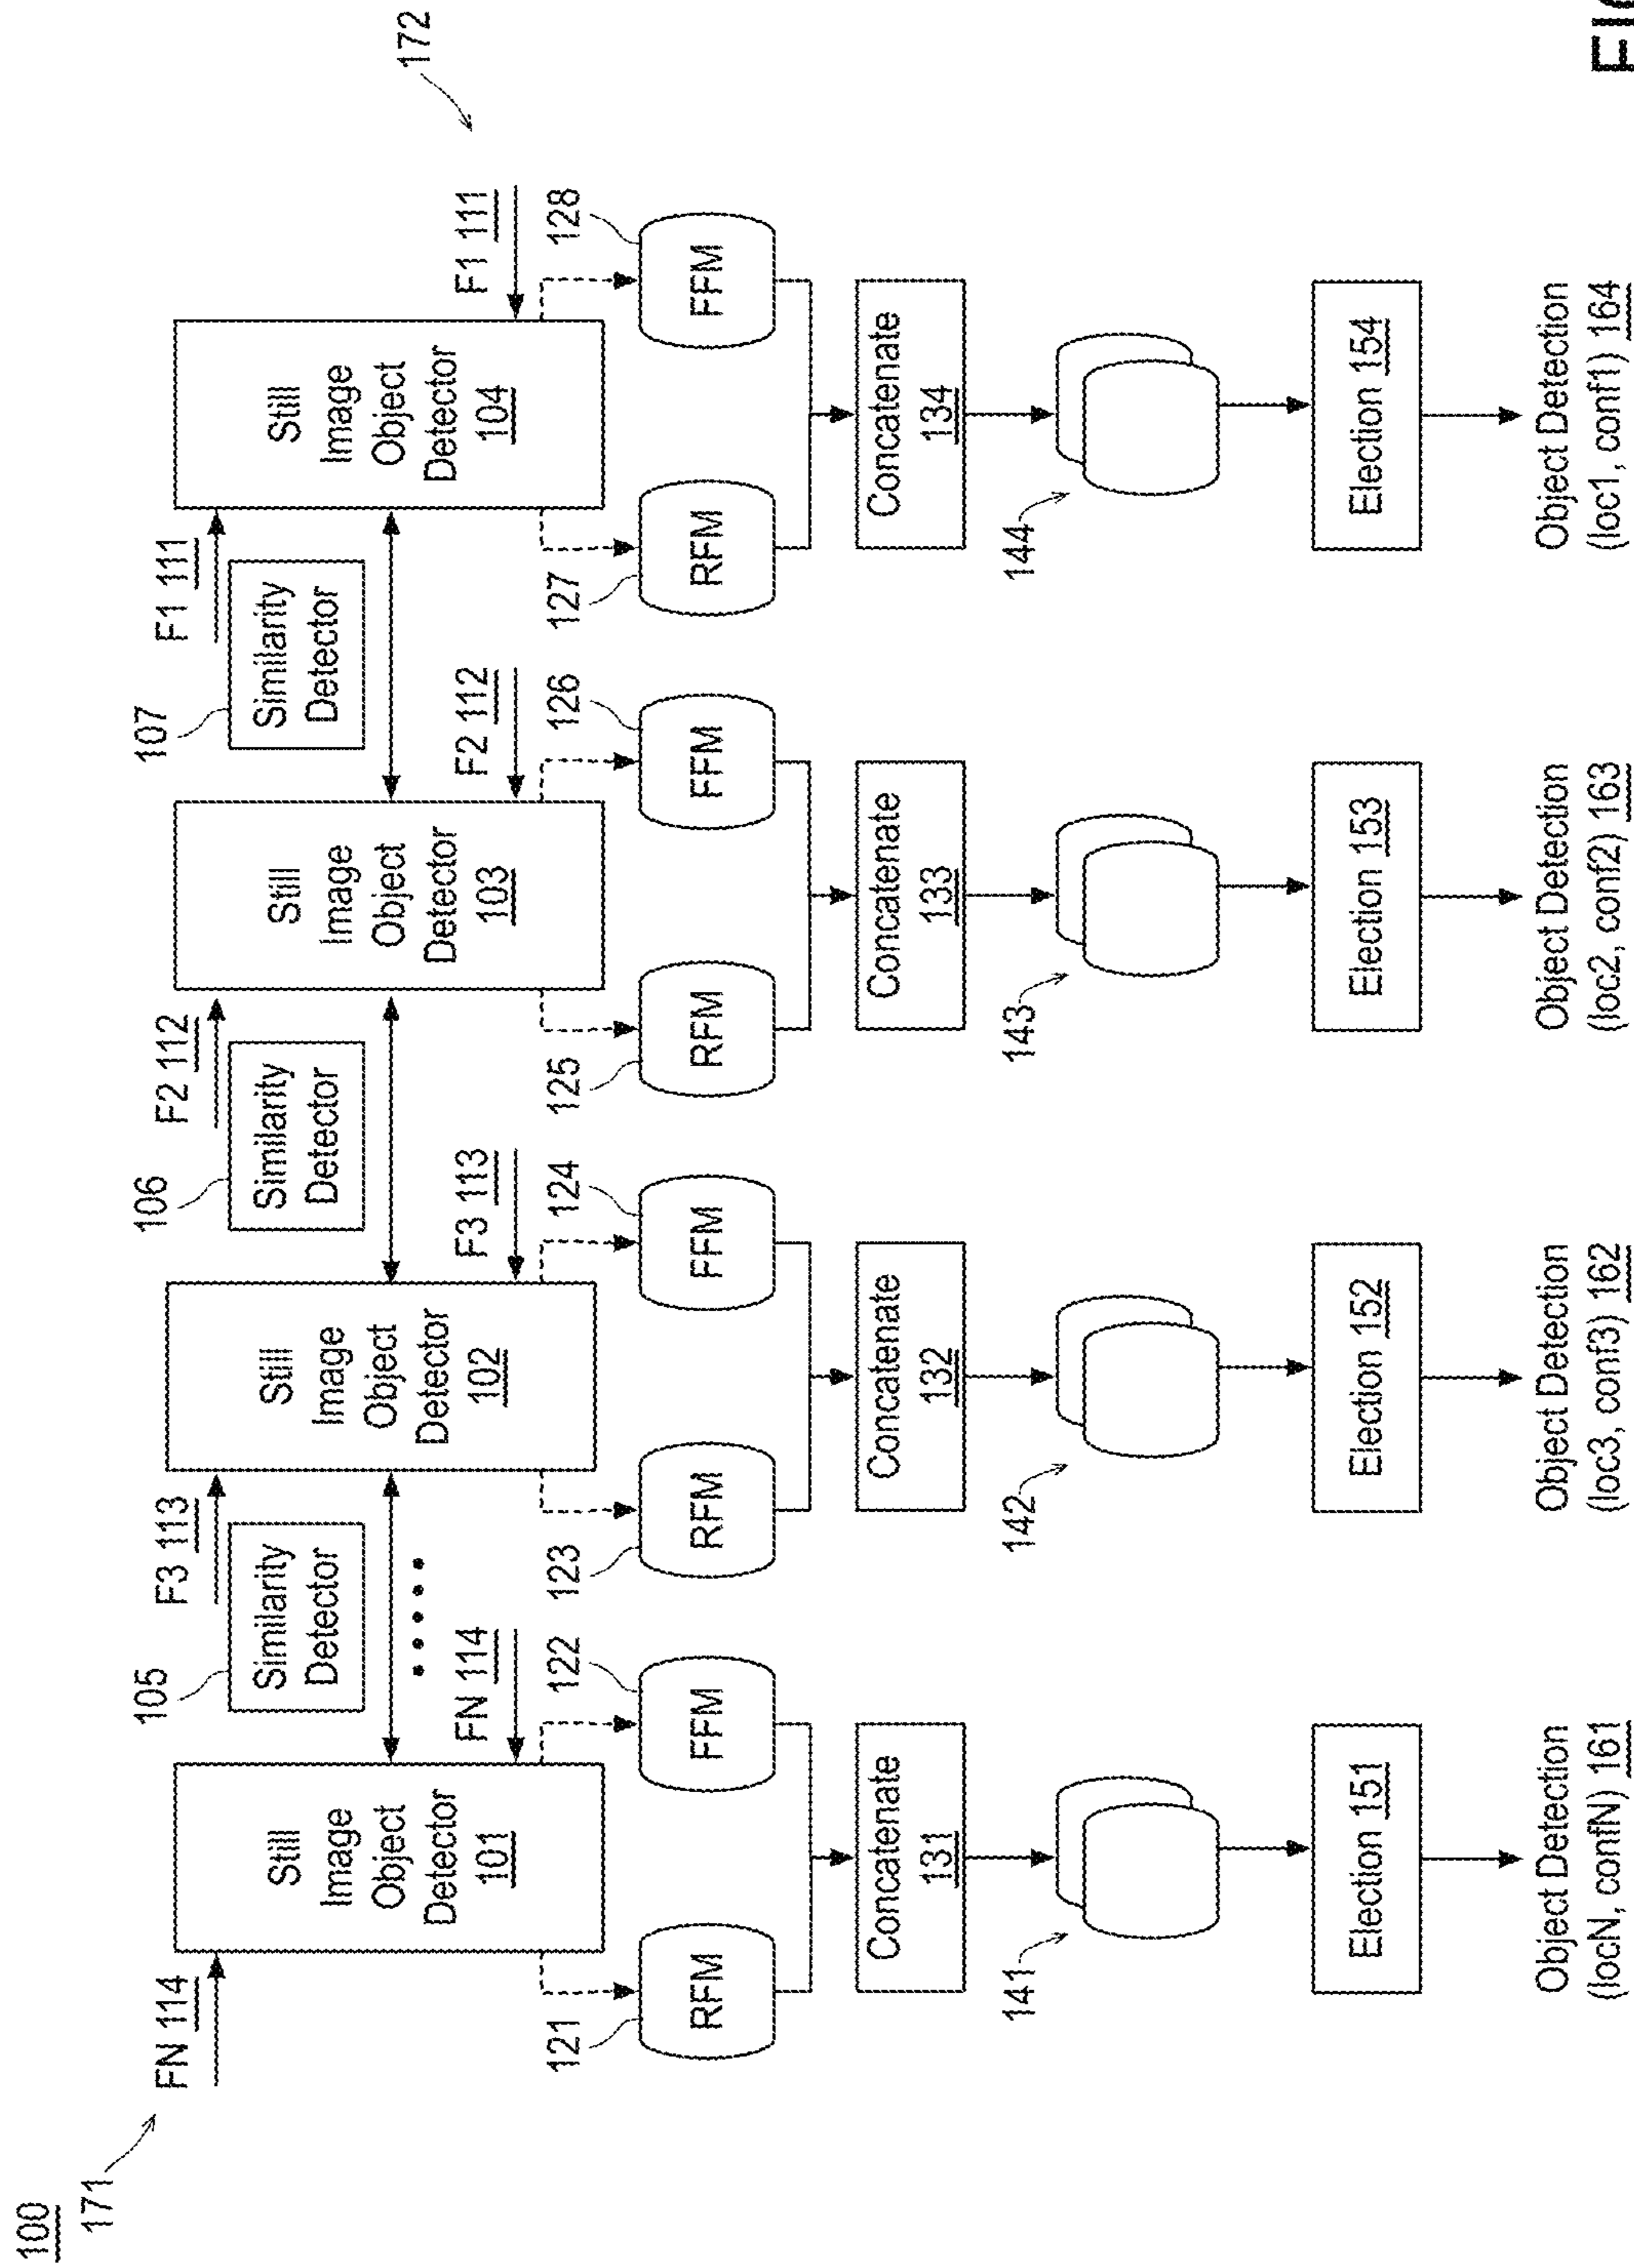 100
171
172
FN 114
105
F3 113
106
F2 112
107
F1 111
Similarity
Detector
Similarity
Detector
Similarity
Detector
Still
Image
Object
Detector
101
Still
Image
Object
Detector
102
Still
Image
Object
Detector
103
Still
Image
Object
Detector
104
FN 114
F3 113
F2 112
F1 111
121
122
123
124
125
126
127
128
RFM
FFM
RFM
FFM
RFM
FFM
RFM
FFM
Concatenate
131
Concatenate
132
Concatenate
133
Concatenate
134
141
142
143
144
Election 151
Election 152
Election 153
Election 154
Object Detection
(locN, confN) 161
Object Detection
(loc3, conf3) 162
Object Detection
(loc2, conf2) 163
Object Detection
(loc1, conf1) 164